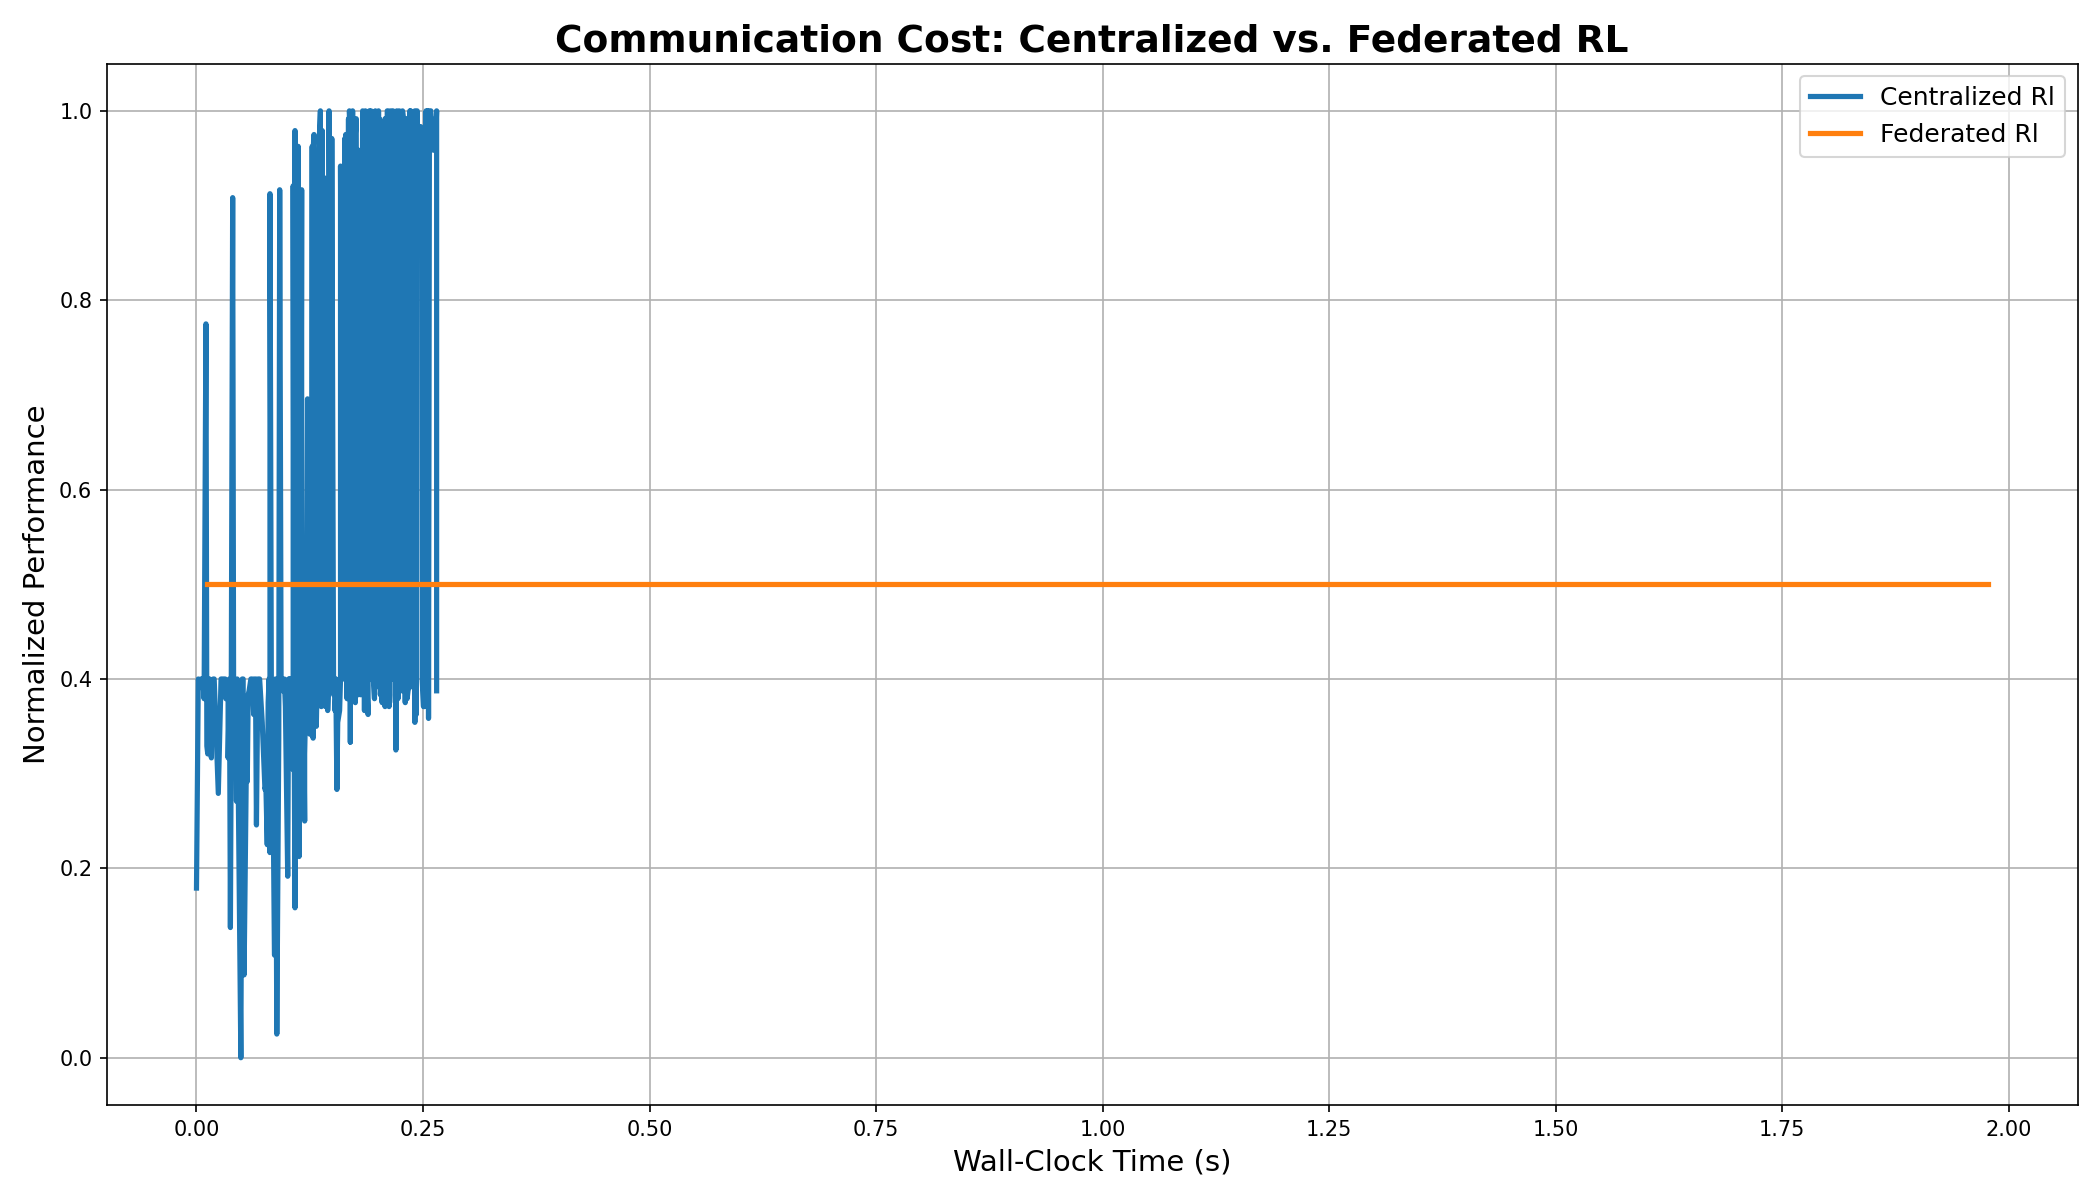 Communication Cost: Centralized vs. Federated RL
Centralized Rl
Federated Rl
Normalized Performance
1.0
0.8
0.6
0.4
0.2
0.0
0.00 0.25 0.50 0.75 1.00 1.25 1.50 1.75 2.00
Wall-Clock Time (s)